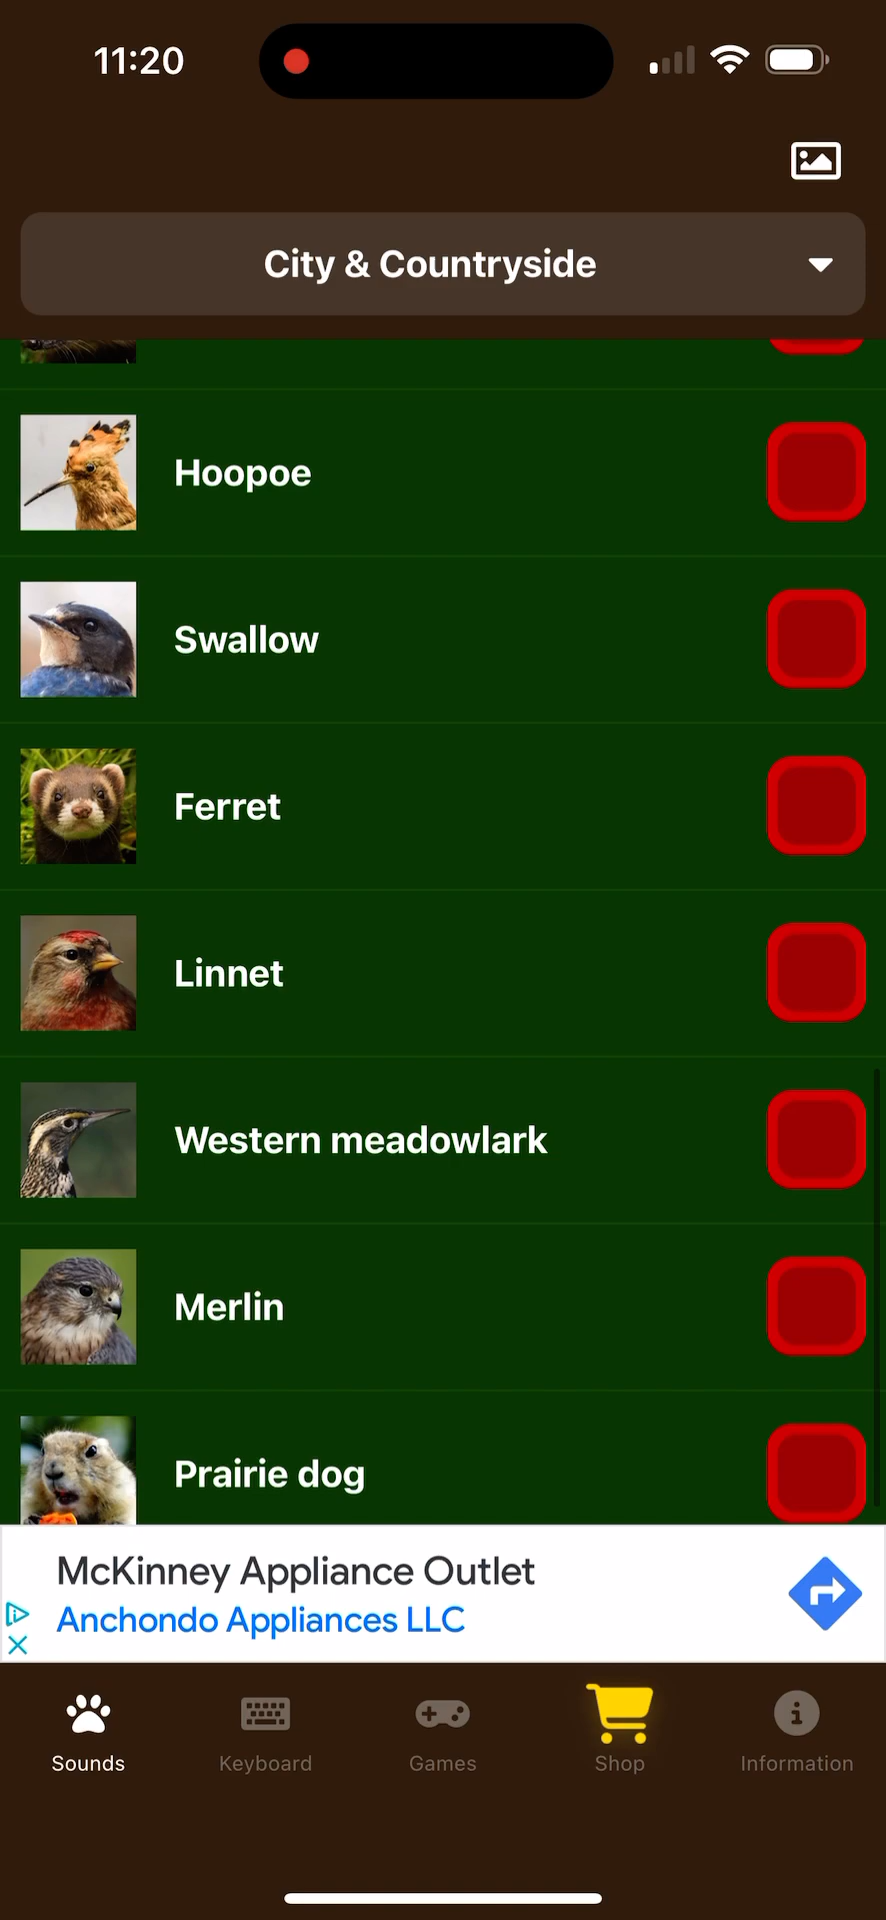 11:20
City & Countryside
Hoopoe
Swallow
Ferret
Linnet
Western meadowlark
Merlin
Prairie dog
McKinney Appliance Outlet
Anchondo Appliances LLC
Sounds
Keyboard
Games
Shop
Information